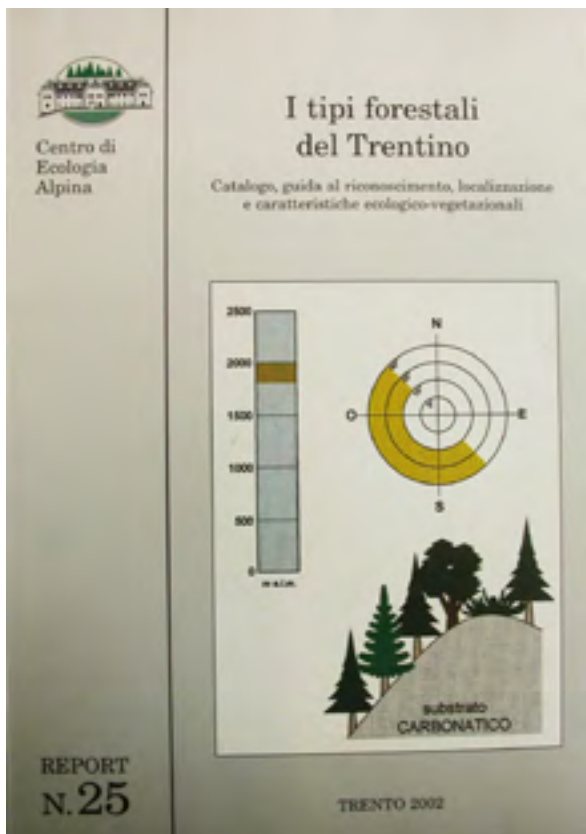 Centro di
Ecologia
Alpina
I tipi forestali
del Trentino
Catalogo, guida al riconoscimento, localizzazione
e caratteristiche ecologico-vegetazionali
2500
2000
1500
1000
500
0
m s.l.m.
N
O
E
S
substrato
CARBONATICO
REPORT
N. 25
TRENTO 2002